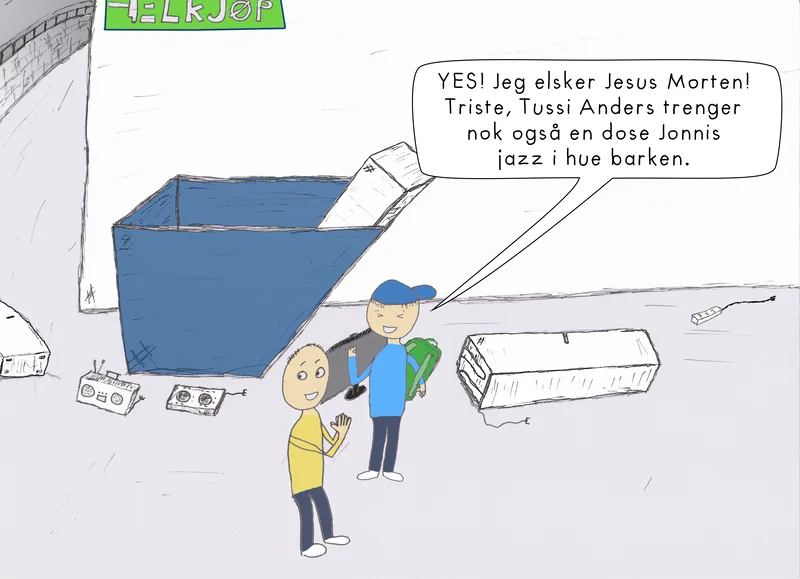 ELKJØP
YES! Jeg elsker Jesus Morten!
Triste, Tussi Anders trenger
nok også en dose Jonnis
jazz i hue barken.